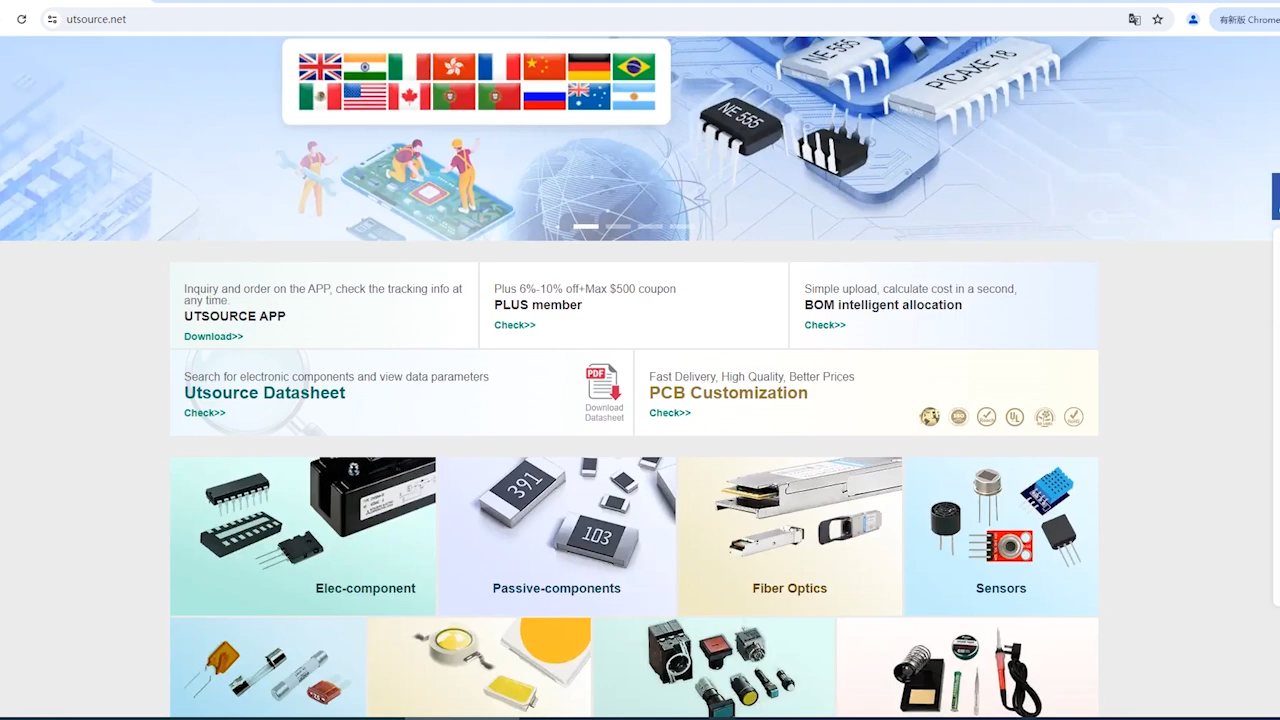 utsource.net
有新版 Chrome
NE 555
PICAXE-18
NE 555
Inquiry and order on the APP, check the tracking info at
any time.
UTSOURCE APP
Download>>
Plus 6%-10% off+Max $500 coupon
PLUS member
Check>>
Simple upload, calculate cost in a second,
BOM intelligent allocation
Check>>
Search for electronic components and view data parameters
Utsource Datasheet
Check>>
PDF
Download
Datasheet
Fast Delivery, High Quality, Better Prices
PCB Customization
Check>>
391
103
Elec-component
Passive-components
Fiber Optics
Sensors